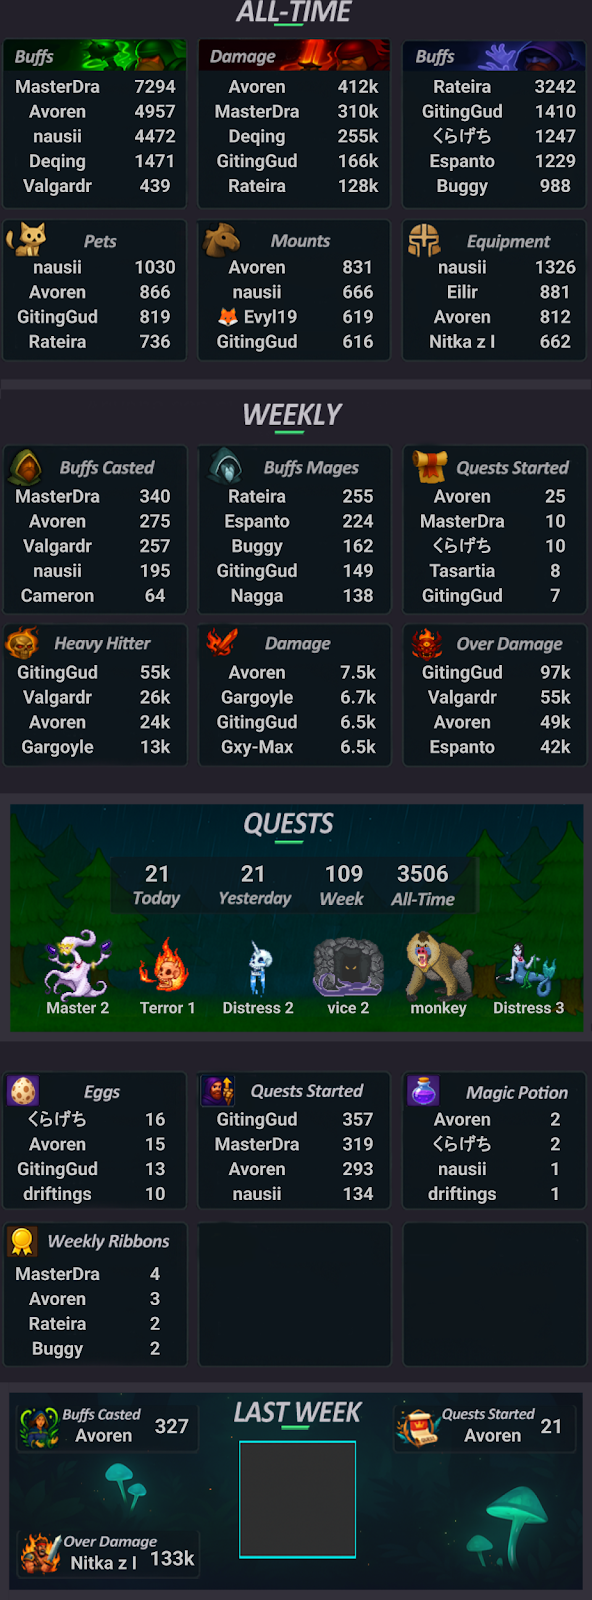 ALL-TIME
Buffs
MasterDra 7294
Avoren 4957
nausii 4472
Deqing 1471
Valgardr 439
Damage
Avoren 412k
MasterDra 310k
Deqing 255k
GitingGud 166k
Rateira 128k
Buffs
Rateira 3242
GitingGud 1410
くらげち 1247
Espanto 1229
Buggy 988
Pets
nausii 1030
Avoren 866
GitingGud 819
Rateira 736
Mounts
Avoren 831
nausii 666
🦊 Evyl19 619
GitingGud 616
Equipment
nausii 1326
Eilir 881
Avoren 812
Nitka z I 662
WEEKLY
Buffs Casted
MasterDra 340
Avoren 275
Valgardr 257
nausii 195
Cameron 64
Buffs Mages
Rateira 255
Espanto 224
Buggy 162
GitingGud 149
Nagga 138
Quests Started
Avoren 25
MasterDra 10
くらげち 10
Tasartia 8
GitingGud 7
Heavy Hitter
GitingGud 55k
Valgardr 26k
Avoren 24k
Gargoyle 13k
Damage
Avoren 7.5k
Gargoyle 6.7k
GitingGud 6.5k
Gxy-Max 6.5k
Over Damage
GitingGud 97k
Valgardr 55k
Avoren 49k
Espanto 42k
QUESTS
21 21 109 3506
Today Yesterday Week All-Time
Master 2 Terror 1 Distress 2 vice 2 monkey Distress 3
Eggs
くらげち 16
Avoren 15
GitingGud 13
driftings 10
Quests Started
GitingGud 357
MasterDra 319
Avoren 293
nausii 134
Magic Potion
Avoren 2
くらげち 2
nausii 1
driftings 1
Weekly Ribbons
MasterDra 4
Avoren 3
Rateira 2
Buggy 2
LAST WEEK
Buffs Casted
Avoren 327
Quests Started
Avoren 21
Over Damage
Nitka z I 133k